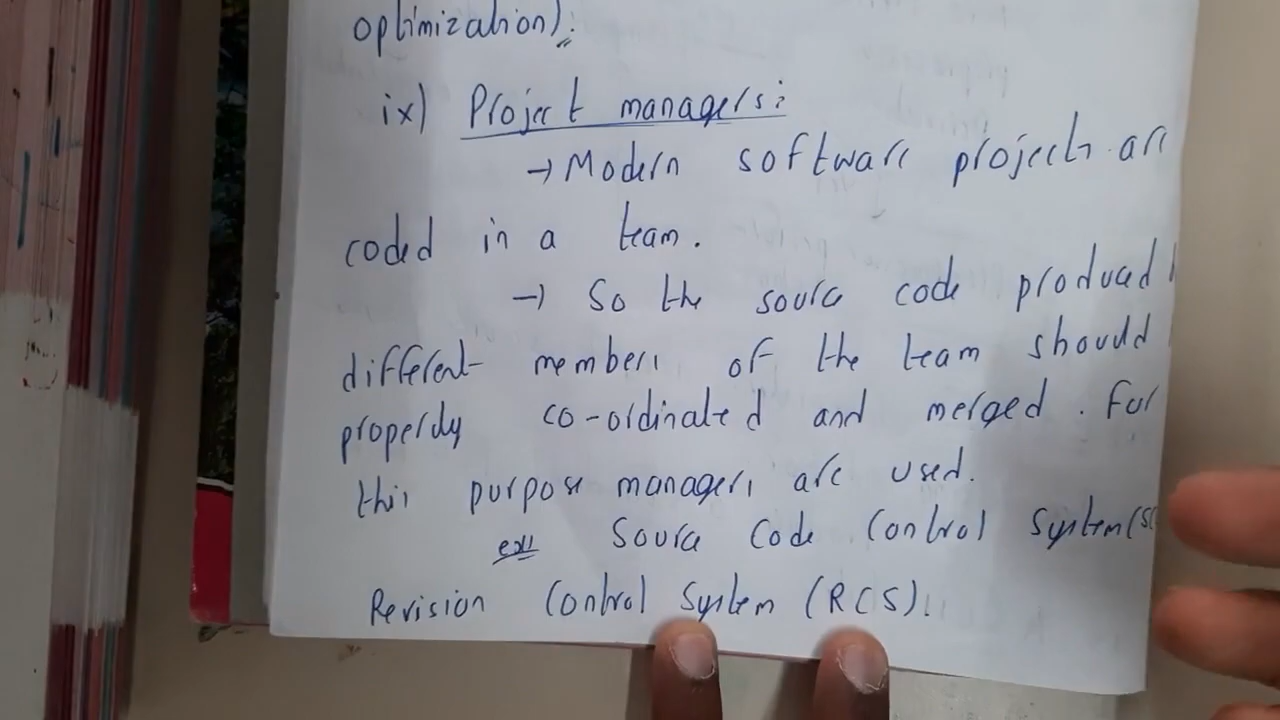 optimization).
ix) Project managers:
→ Modern software projects are
coded in a team.
→ So the source code produced
different members of the team should
properly co-ordinated and merged. For
this purpose managers are used.
ex:: Source Code Control System (SC
Revision Control System (RCS).